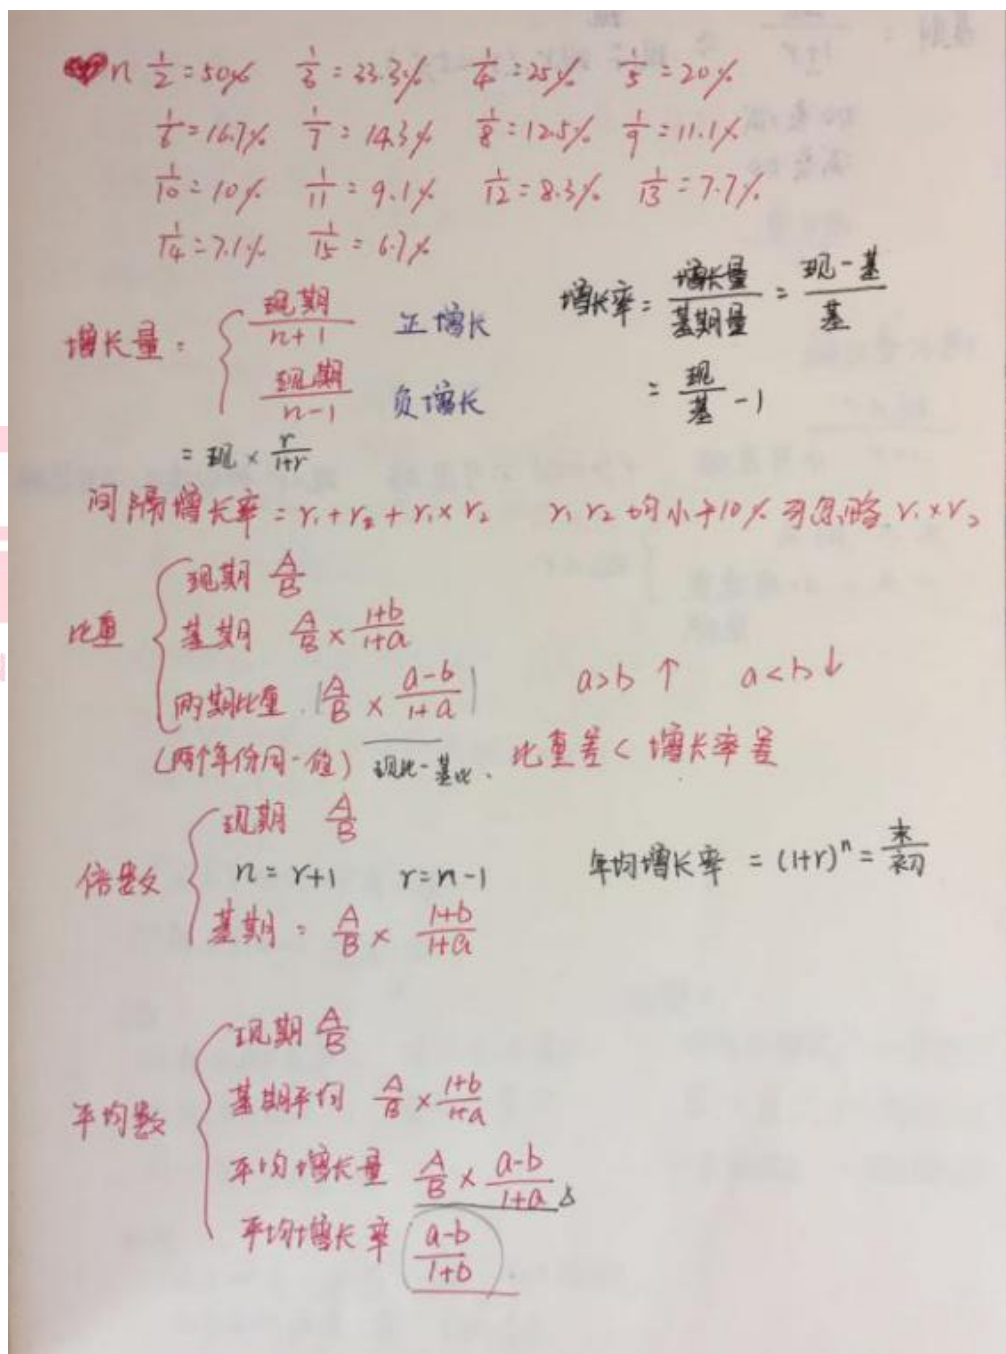 n 1/2=50% 1/3=33.3% 1/4=25% 1/5=20%
1/6=16.7% 1/7=14.3% 1/8=12.5% 1/9=11.1%
1/10=10% 1/11=9.1% 1/12=8.3% 1/13=7.7%
1/14=7.1% 1/15=6.7%
增长率=增长量/基期量=现-基/基
=现/基-1
增长量: { 现期/n+1 正增长
现期/n-1 负增长
=现×r/1+r
间隔增长率=r₁+r₂+r₁×r₂ r₁ r₂均小于10%可忽略r₁×r₂
比重 { 现期 A/B
基期 A/B×1+b/1+a
两期比重 |A/B×a-b/1+a| a>b↑ a<b↓
(两个年份同一值) 现比-基比. 比重差<增长率差
倍数 { 现期 A/B
n=r+1 r=n-1
基期: A/B×1+b/1+a
年均增长率=(1+r)ⁿ=末/初
平均数 { 现期 A/B
基期平均 A/B×1+b/1+a
平均增长量 A/B×a-b/1+a
平均增长率 a-b/1+b